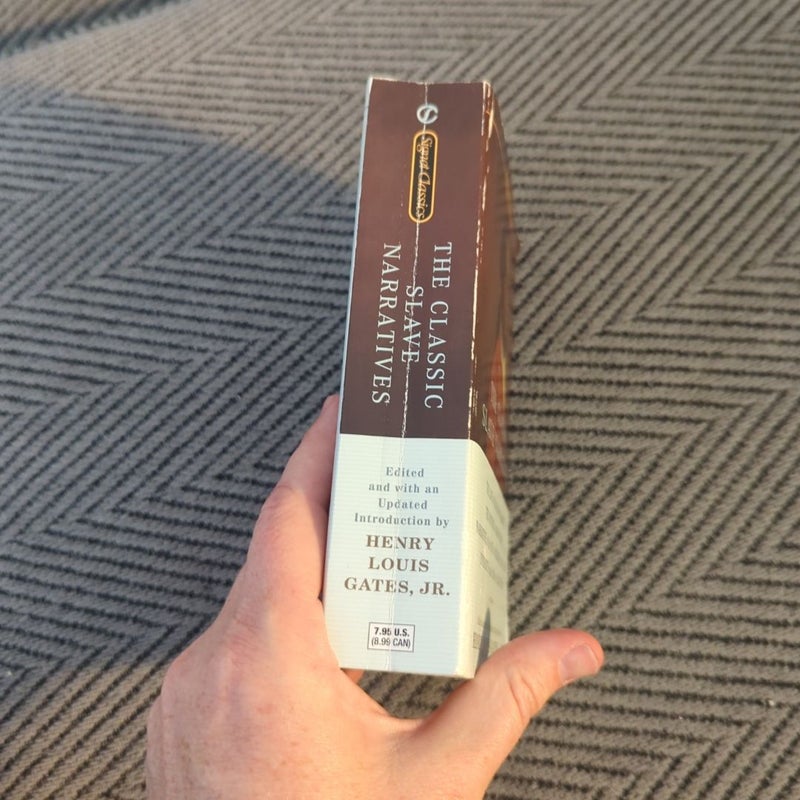 Signet Classics
THE CLASSIC
SLAVE
NARRATIVES
Edited
and with an
Updated
Introduction by
HENRY
LOUIS
GATES, JR.
7.95 U.S.
(8.99 CAN)